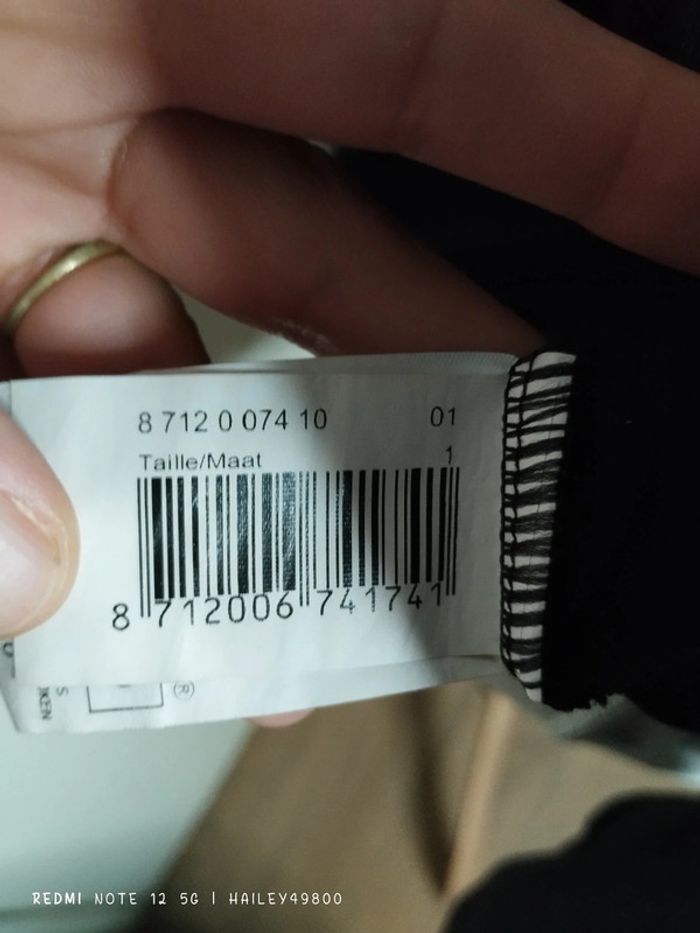 8 712 0 074 10 01
Taille/Maat 1
8 712006 741741
®
REDMI NOTE 12 5G | HAILEY49800